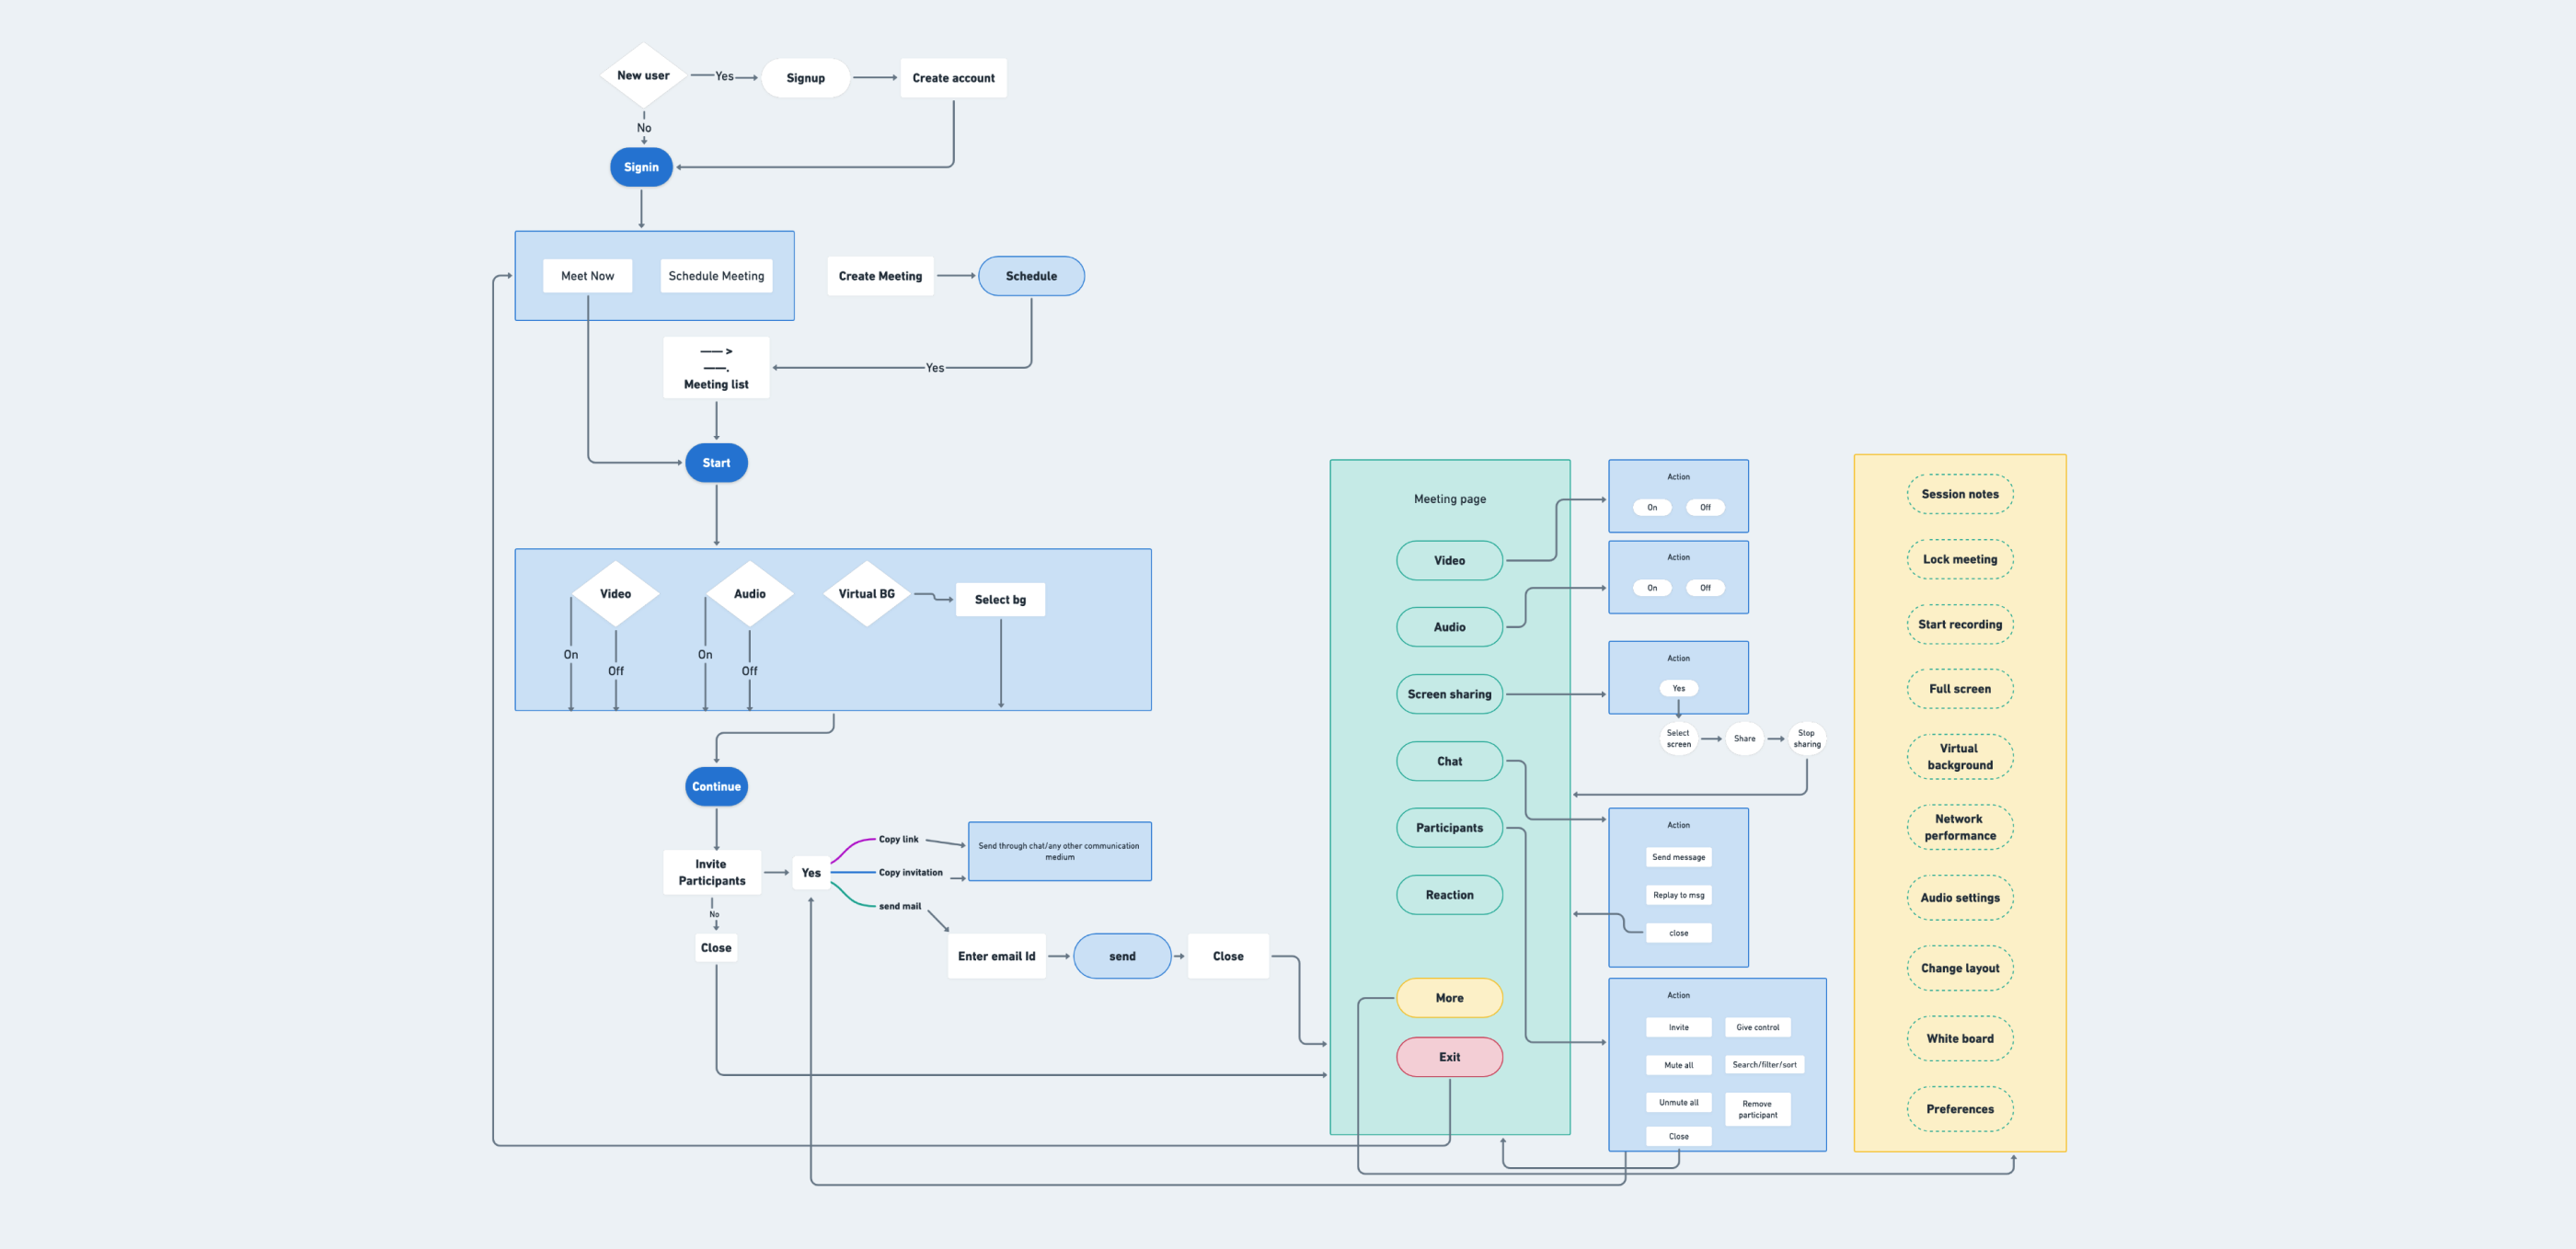 New user
Yes
Signup
Create account
No
Signin
Meet Now
Schedule Meeting
Create Meeting
Schedule
—— >
——.
Meeting list
Yes
Start
Video
Audio
Virtual BG
Select bg
On
Off
On
Off
Continue
Invite
Participants
Yes
Copy link
Copy invitation
send mail
Send through chat/any other communication
medium
No
Close
Enter email Id
send
Close
Meeting page
Video
Audio
Screen sharing
Chat
Participants
Reaction
More
Exit
Action
On
Off
Action
On
Off
Action
Yes
Select
screen
Share
Stop
sharing
Action
Send message
Replay to msg
close
Action
Invite
Give control
Mute all
Search/filter/sort
Unmute all
Remove
participant
Close
Session notes
Lock meeting
Start recording
Full screen
Virtual
background
Network
performance
Audio settings
Change layout
White board
Preferences